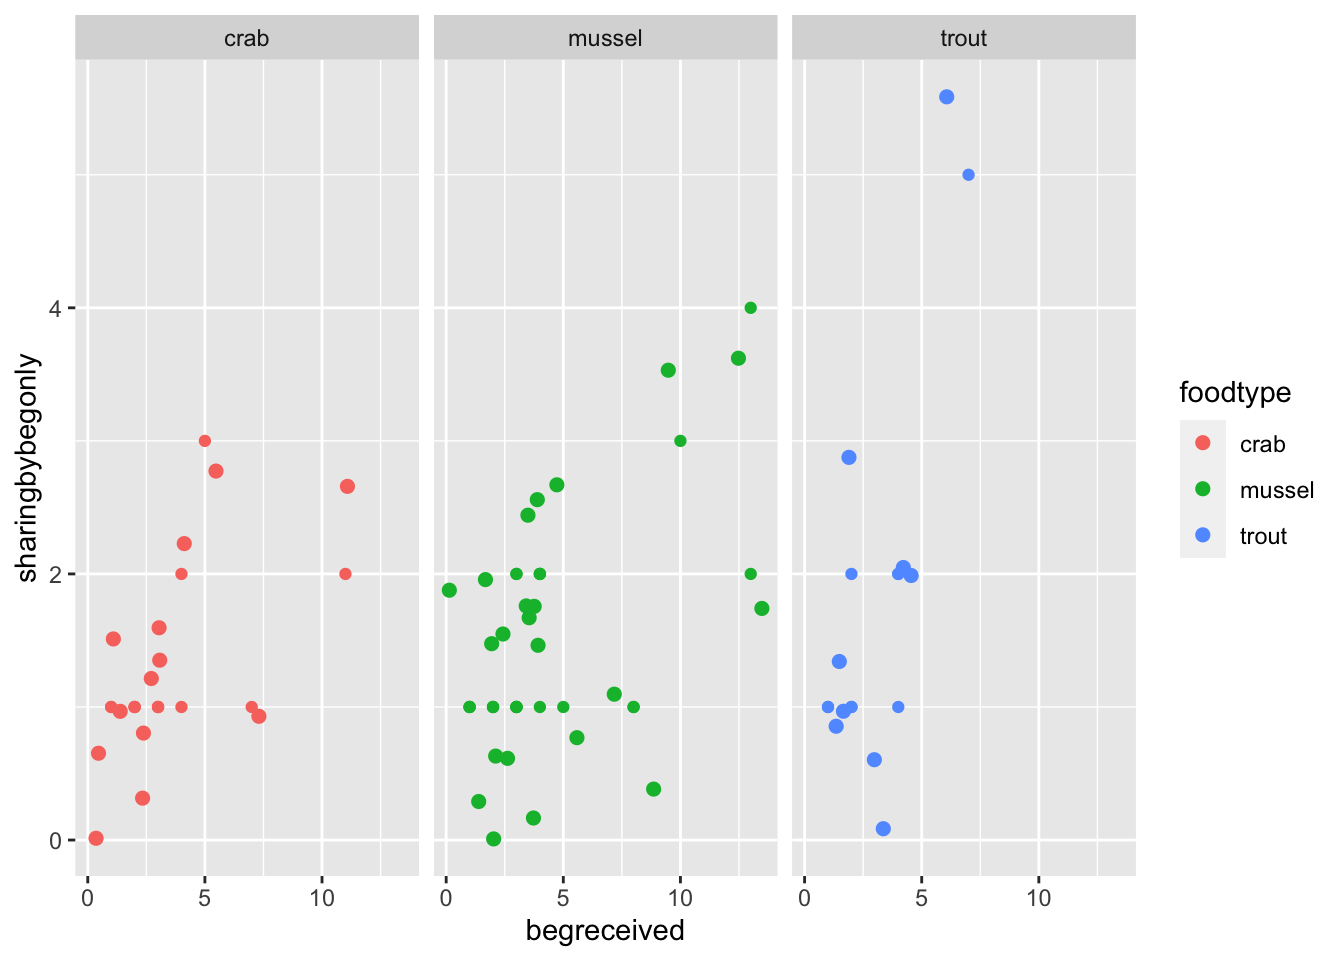 crab
mussel
trout
4
2
0
sharingbybegonly
0 5 10
0 5 10
0 5 10
begreceived
foodtype
crab
mussel
trout